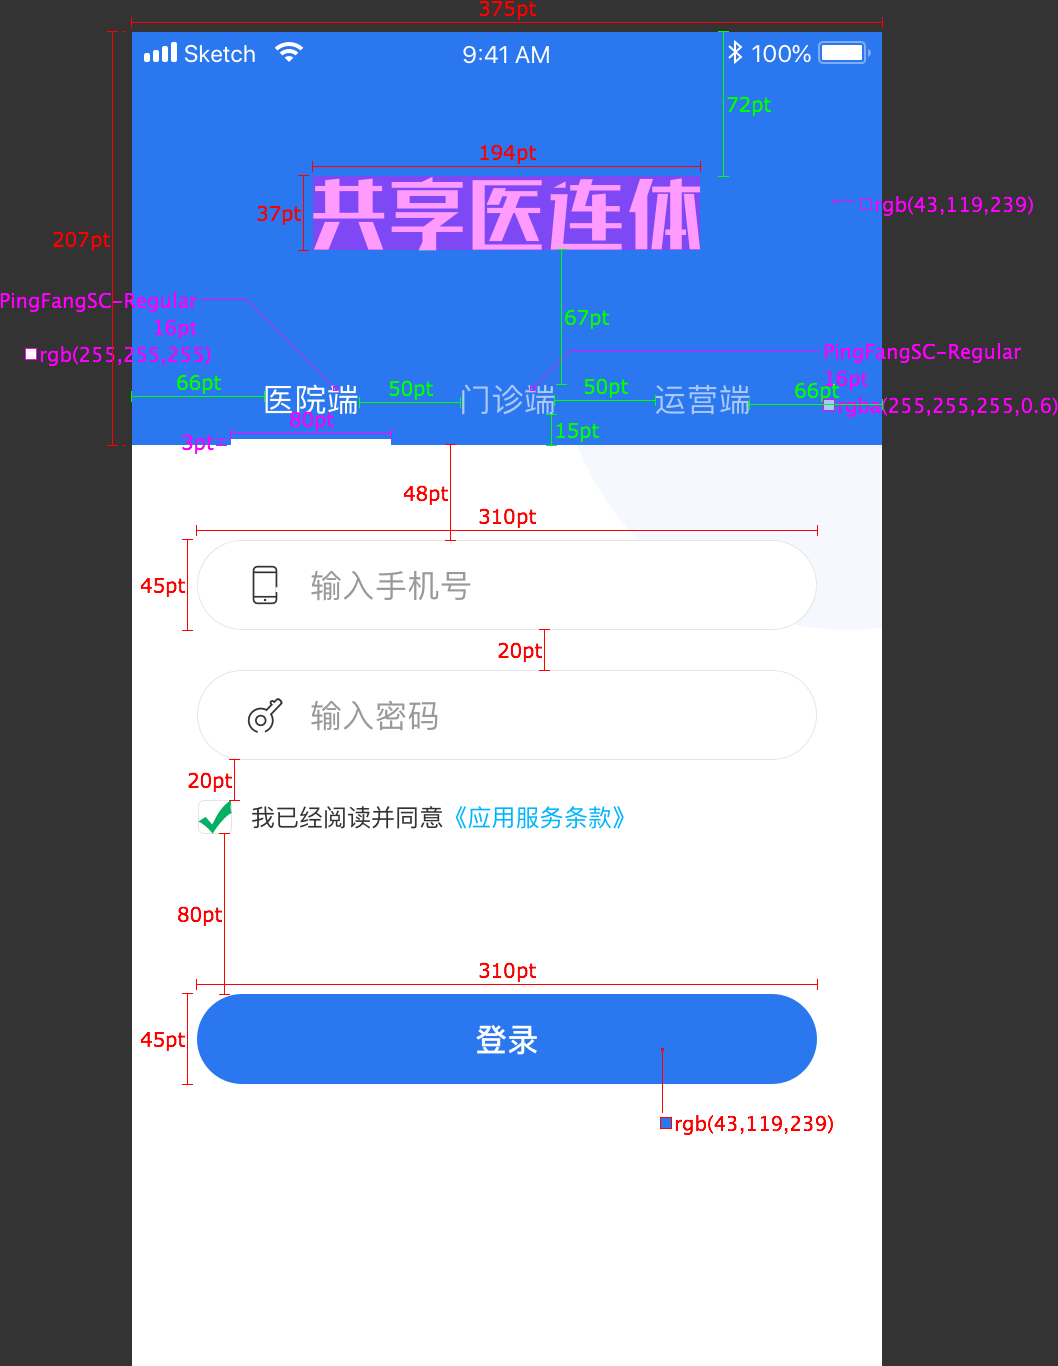 375pt
Sketch 9:41 AM 100%
72pt
194pt
37pt 共享医连体
rgb(43,119,239)
207pt
PingFangSC-Regular
16pt
67pt
rgb(255,255,255)
PingFangSC-Regular
16pt
66pt 50pt 50pt 66pt
医院端 门诊端 运营端 rgba(255,255,255,0.6)
80pt
3pt 15pt
48pt
310pt
45pt 输入手机号
20pt
输入密码
20pt
我已经阅读并同意《应用服务条款》
80pt
310pt
45pt 登录
rgb(43,119,239)